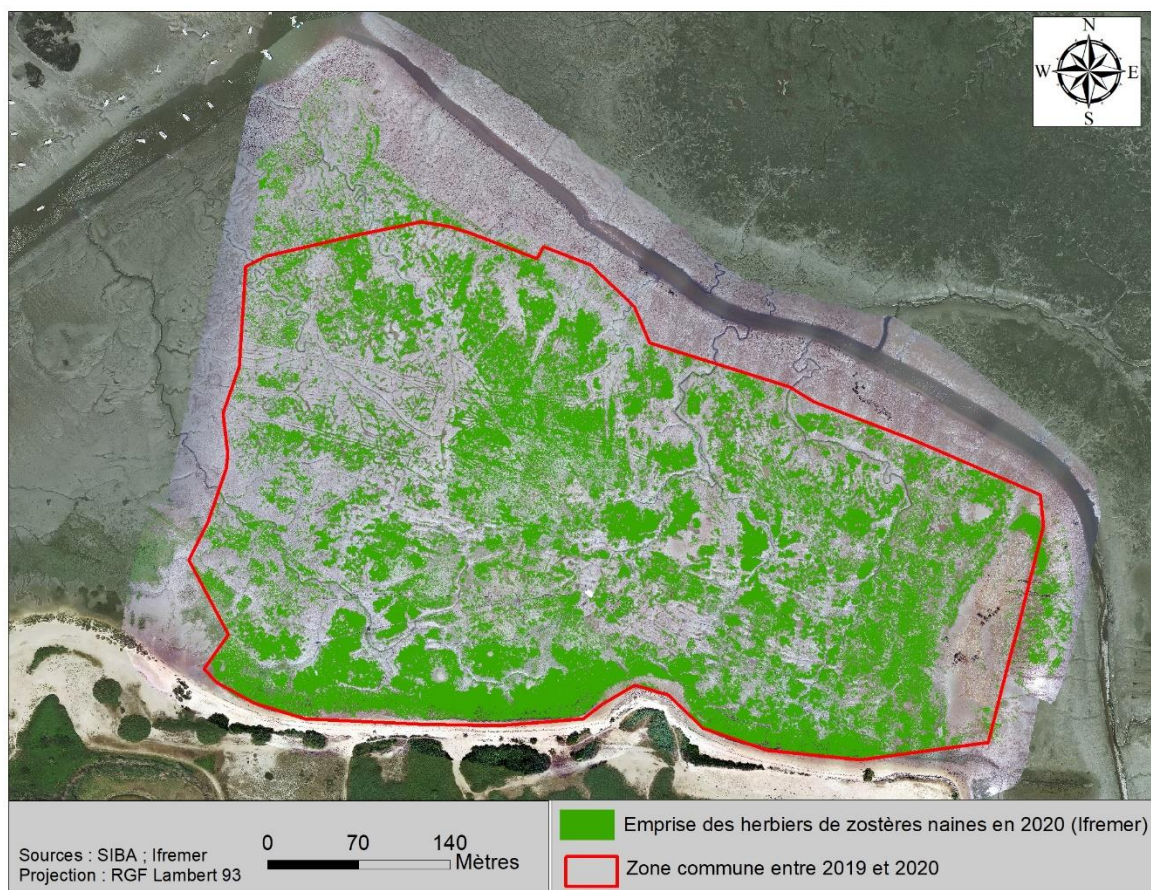 N
W E
S
Sources : SIBA ; Ifremer
Projection : RGF Lambert 93
0 70 140
Mètres
Emprise des herbiers de zostères naines en 2020 (Ifremer)
Zone commune entre 2019 et 2020